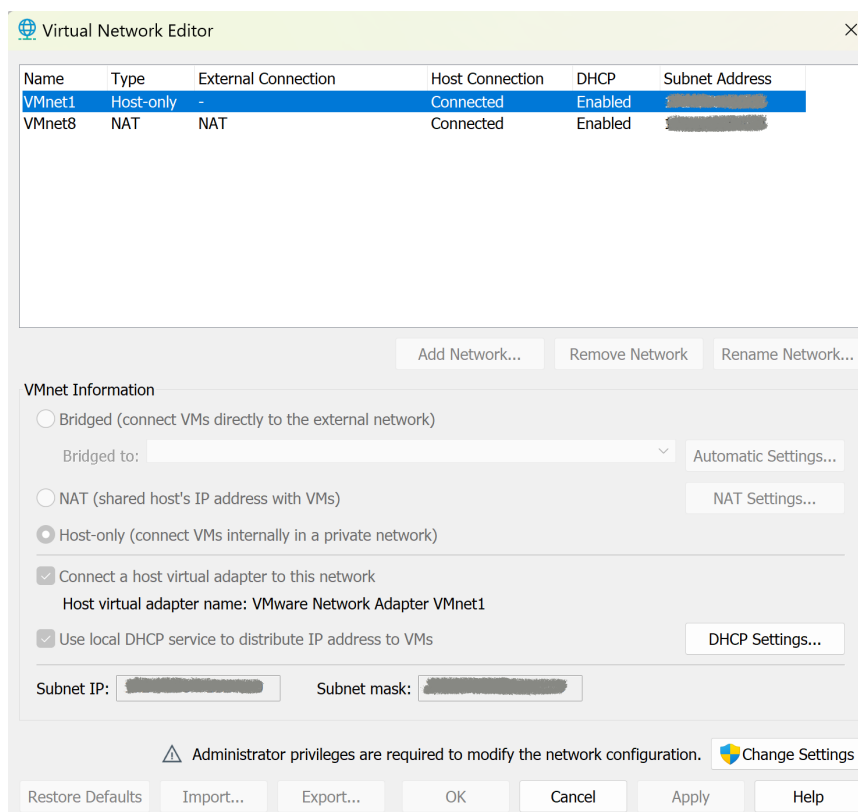 Virtual Network Editor
Name Type External Connection Host Connection DHCP Subnet Address
VMnet1 Host-only - Connected Enabled
VMnet8 NAT NAT Connected Enabled
Add Network... Remove Network Rename Network...
VMnet Information
Bridged (connect VMs directly to the external network)
Bridged to: Automatic Settings...
NAT (shared host's IP address with VMs) NAT Settings...
Host-only (connect VMs internally in a private network)
Connect a host virtual adapter to this network
Host virtual adapter name: VMware Network Adapter VMnet1
Use local DHCP service to distribute IP address to VMs DHCP Settings...
Subnet IP: Subnet mask:
Administrator privileges are required to modify the network configuration. Change Settings
Restore Defaults Import... Export... OK Cancel Apply Help